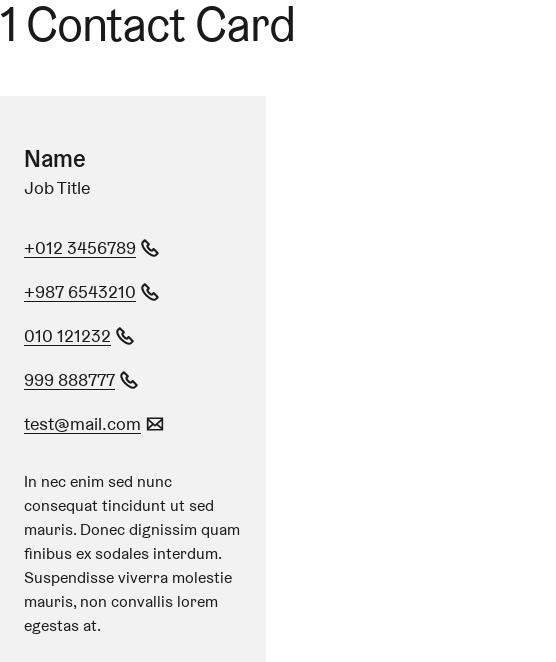 1 Contact Card
Name
Job Title
+012 3456789
+987 6543210
010 121232
999 888777
test@mail.com
In nec enim sed nunc
consequat tincidunt ut sed
mauris. Donec dignissim quam
finibus ex sodales interdum.
Suspendisse viverra molestie
mauris, non convallis lorem
egestas at.